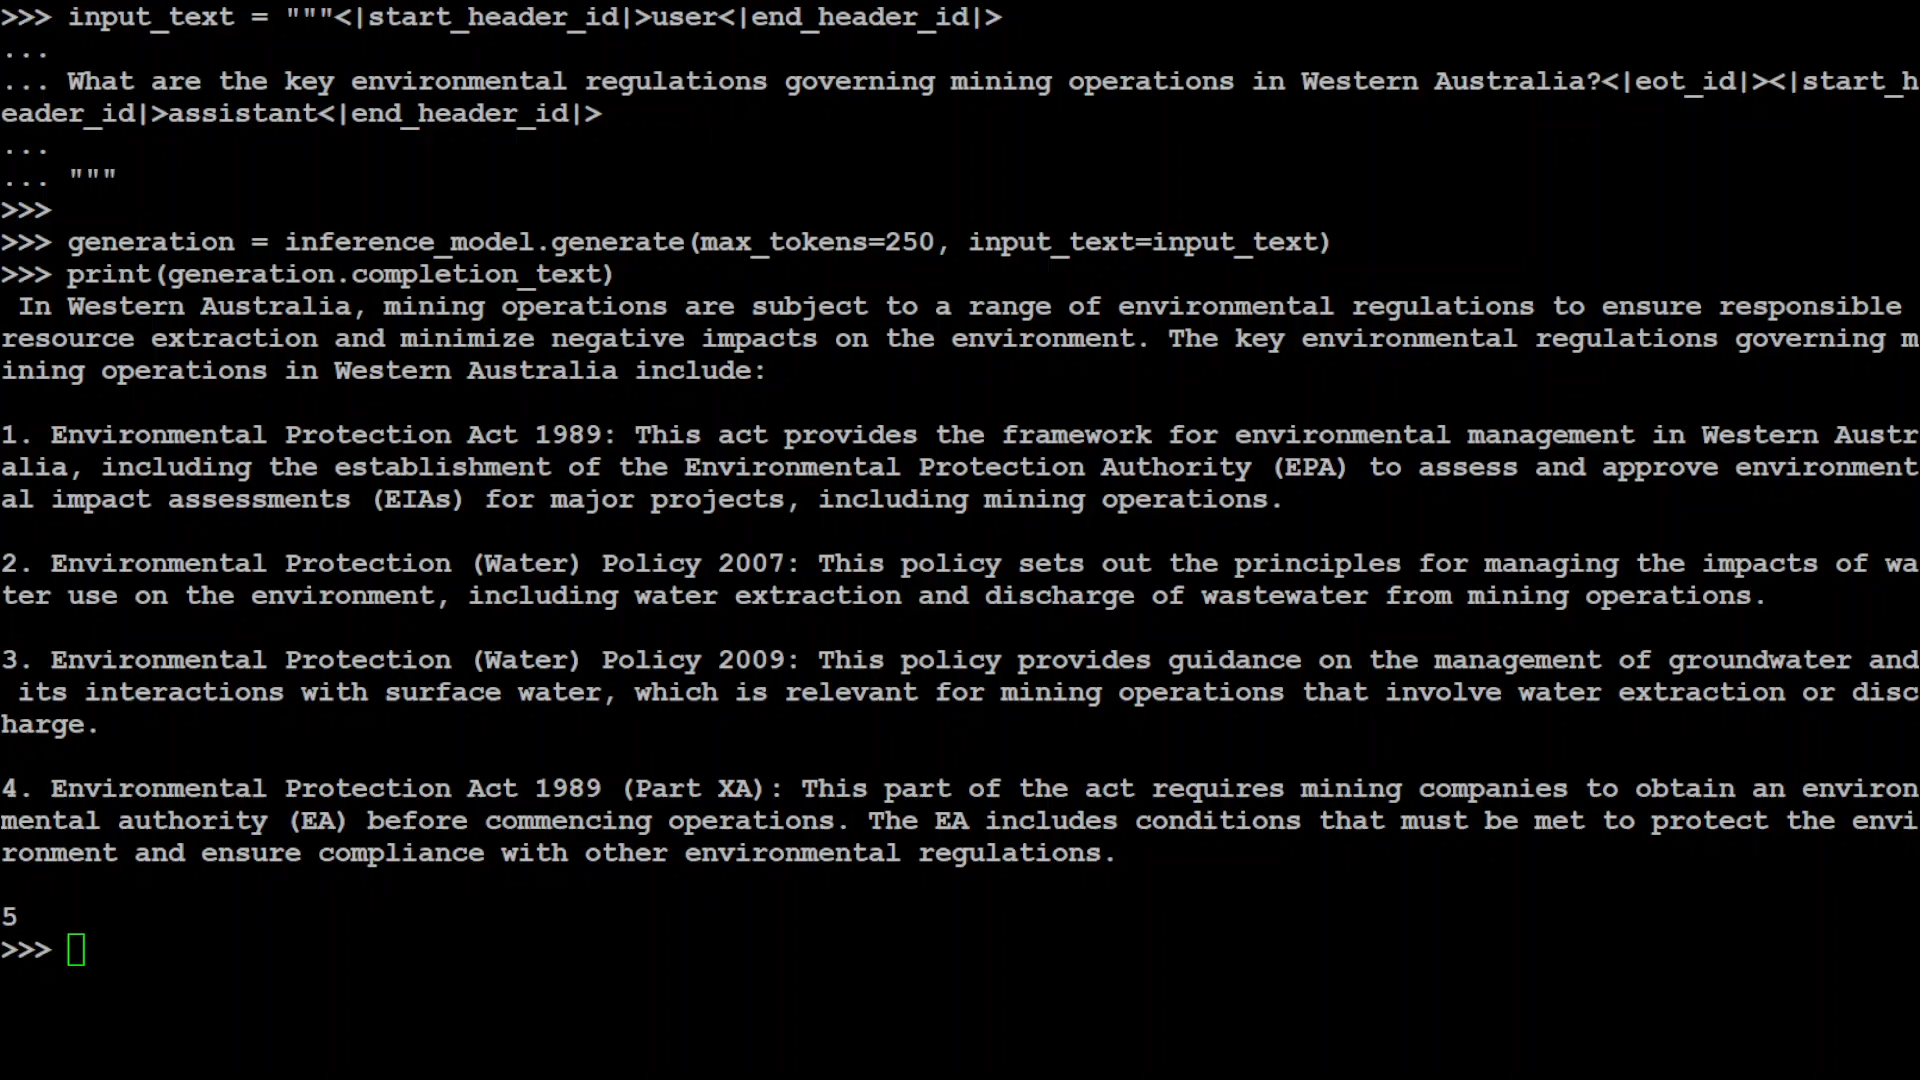 >>> input_text = """<|start_header_id|>user<|end_header_id|>
...
... What are the key environmental regulations governing mining operations in Western Australia?<|eot_id|><|start_h
eader_id|>assistant<|end_header_id|>
...
... """
>>>
>>> generation = inference_model.generate(max_tokens=250, input_text=input_text)
>>> print(generation.completion_text)
 In Western Australia, mining operations are subject to a range of environmental regulations to ensure responsible
resource extraction and minimize negative impacts on the environment. The key environmental regulations governing m
ining operations in Western Australia include:
1. Environmental Protection Act 1989: This act provides the framework for environmental management in Western Austr
alia, including the establishment of the Environmental Protection Authority (EPA) to assess and approve environment
al impact assessments (EIAs) for major projects, including mining operations.
2. Environmental Protection (Water) Policy 2007: This policy sets out the principles for managing the impacts of wa
ter use on the environment, including water extraction and discharge of wastewater from mining operations.
3. Environmental Protection (Water) Policy 2009: This policy provides guidance on the management of groundwater and
 its interactions with surface water, which is relevant for mining operations that involve water extraction or disc
harge.
4. Environmental Protection Act 1989 (Part XA): This part of the act requires mining companies to obtain an environ
mental authority (EA) before commencing operations. The EA includes conditions that must be met to protect the envi
ronment and ensure compliance with other environmental regulations.
5
>>>